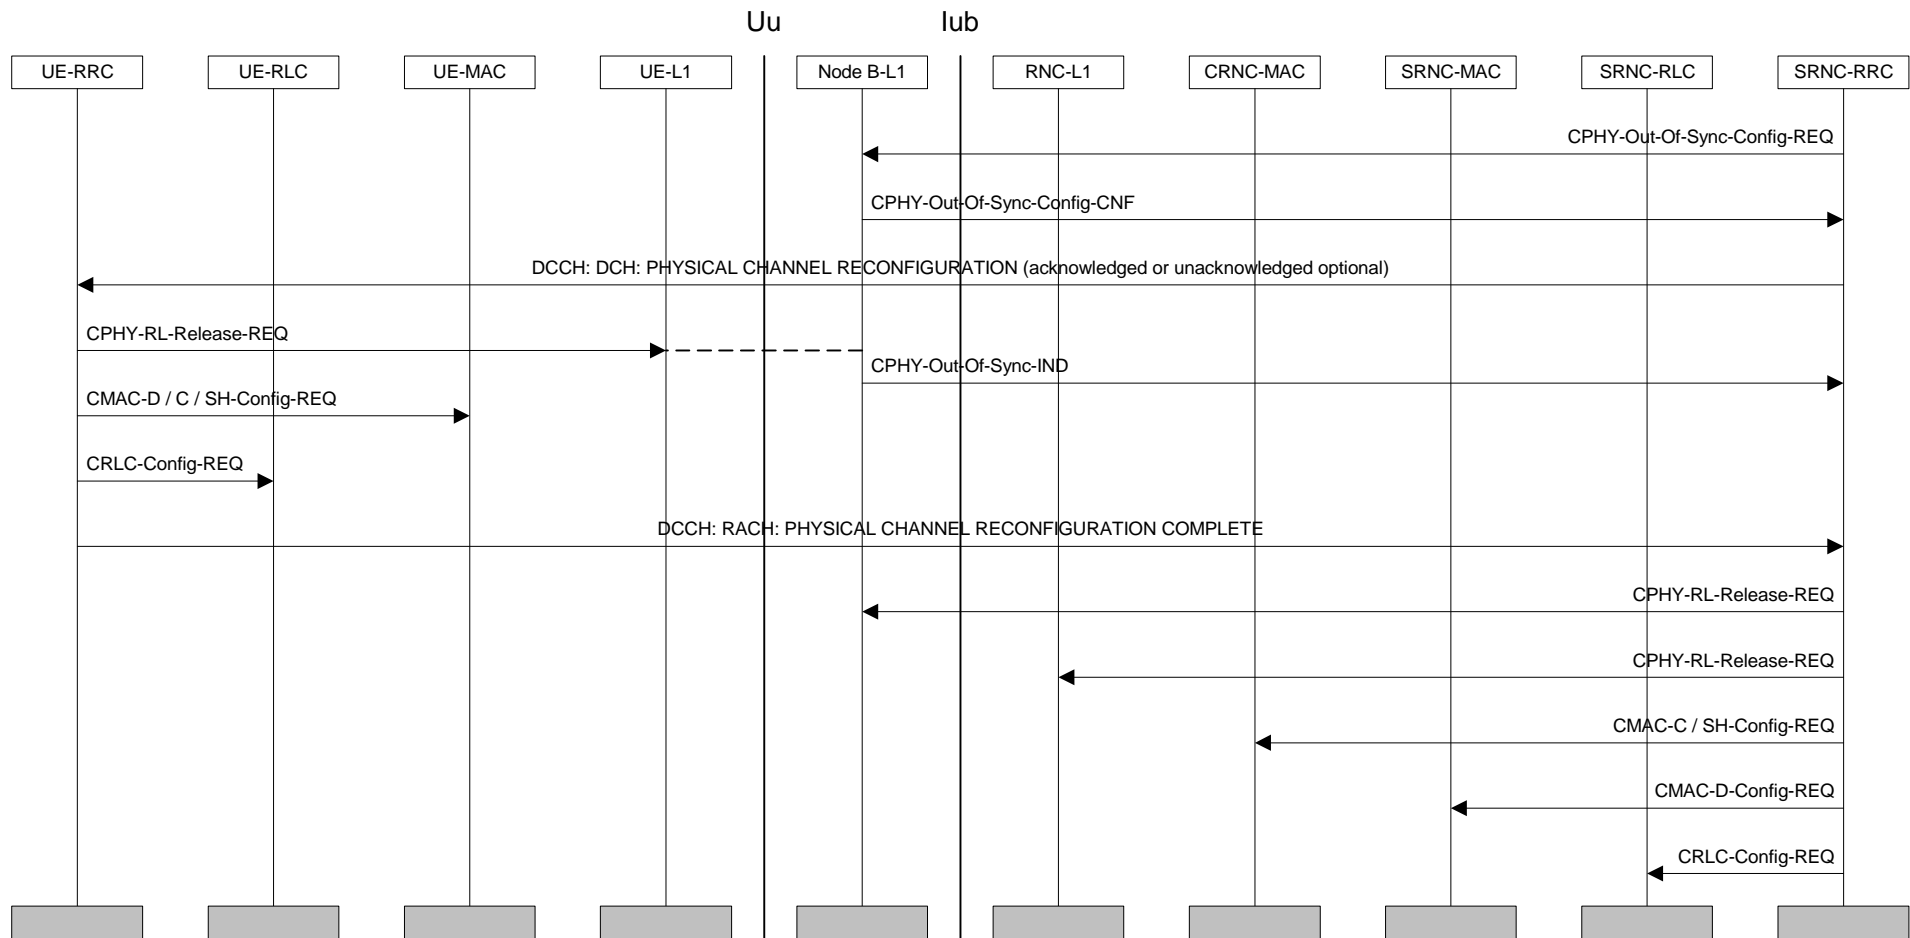 Uu
Iub
UE-RRC
UE-RLC
UE-MAC
UE-L1
Node B-L1
RNC-L1
CRNC-MAC
SRNC-MAC
SRNC-RLC
SRNC-RRC
CPHY-Out-Of-Sync-Config-REQ
CPHY-Out-Of-Sync-Config-CNF
DCCH: DCH: PHYSICAL CHANNEL RECONFIGURATION (acknowledged or unacknowledged optional)
CPHY-RL-Release-REQ
CPHY-Out-Of-Sync-IND
CMAC-D / C / SH-Config-REQ
CRLC-Config-REQ
DCCH: RACH: PHYSICAL CHANNEL RECONFIGURATION COMPLETE
CPHY-RL-Release-REQ
CPHY-RL-Release-REQ
CMAC-C / SH-Config-REQ
CMAC-D-Config-REQ
CRLC-Config-REQ